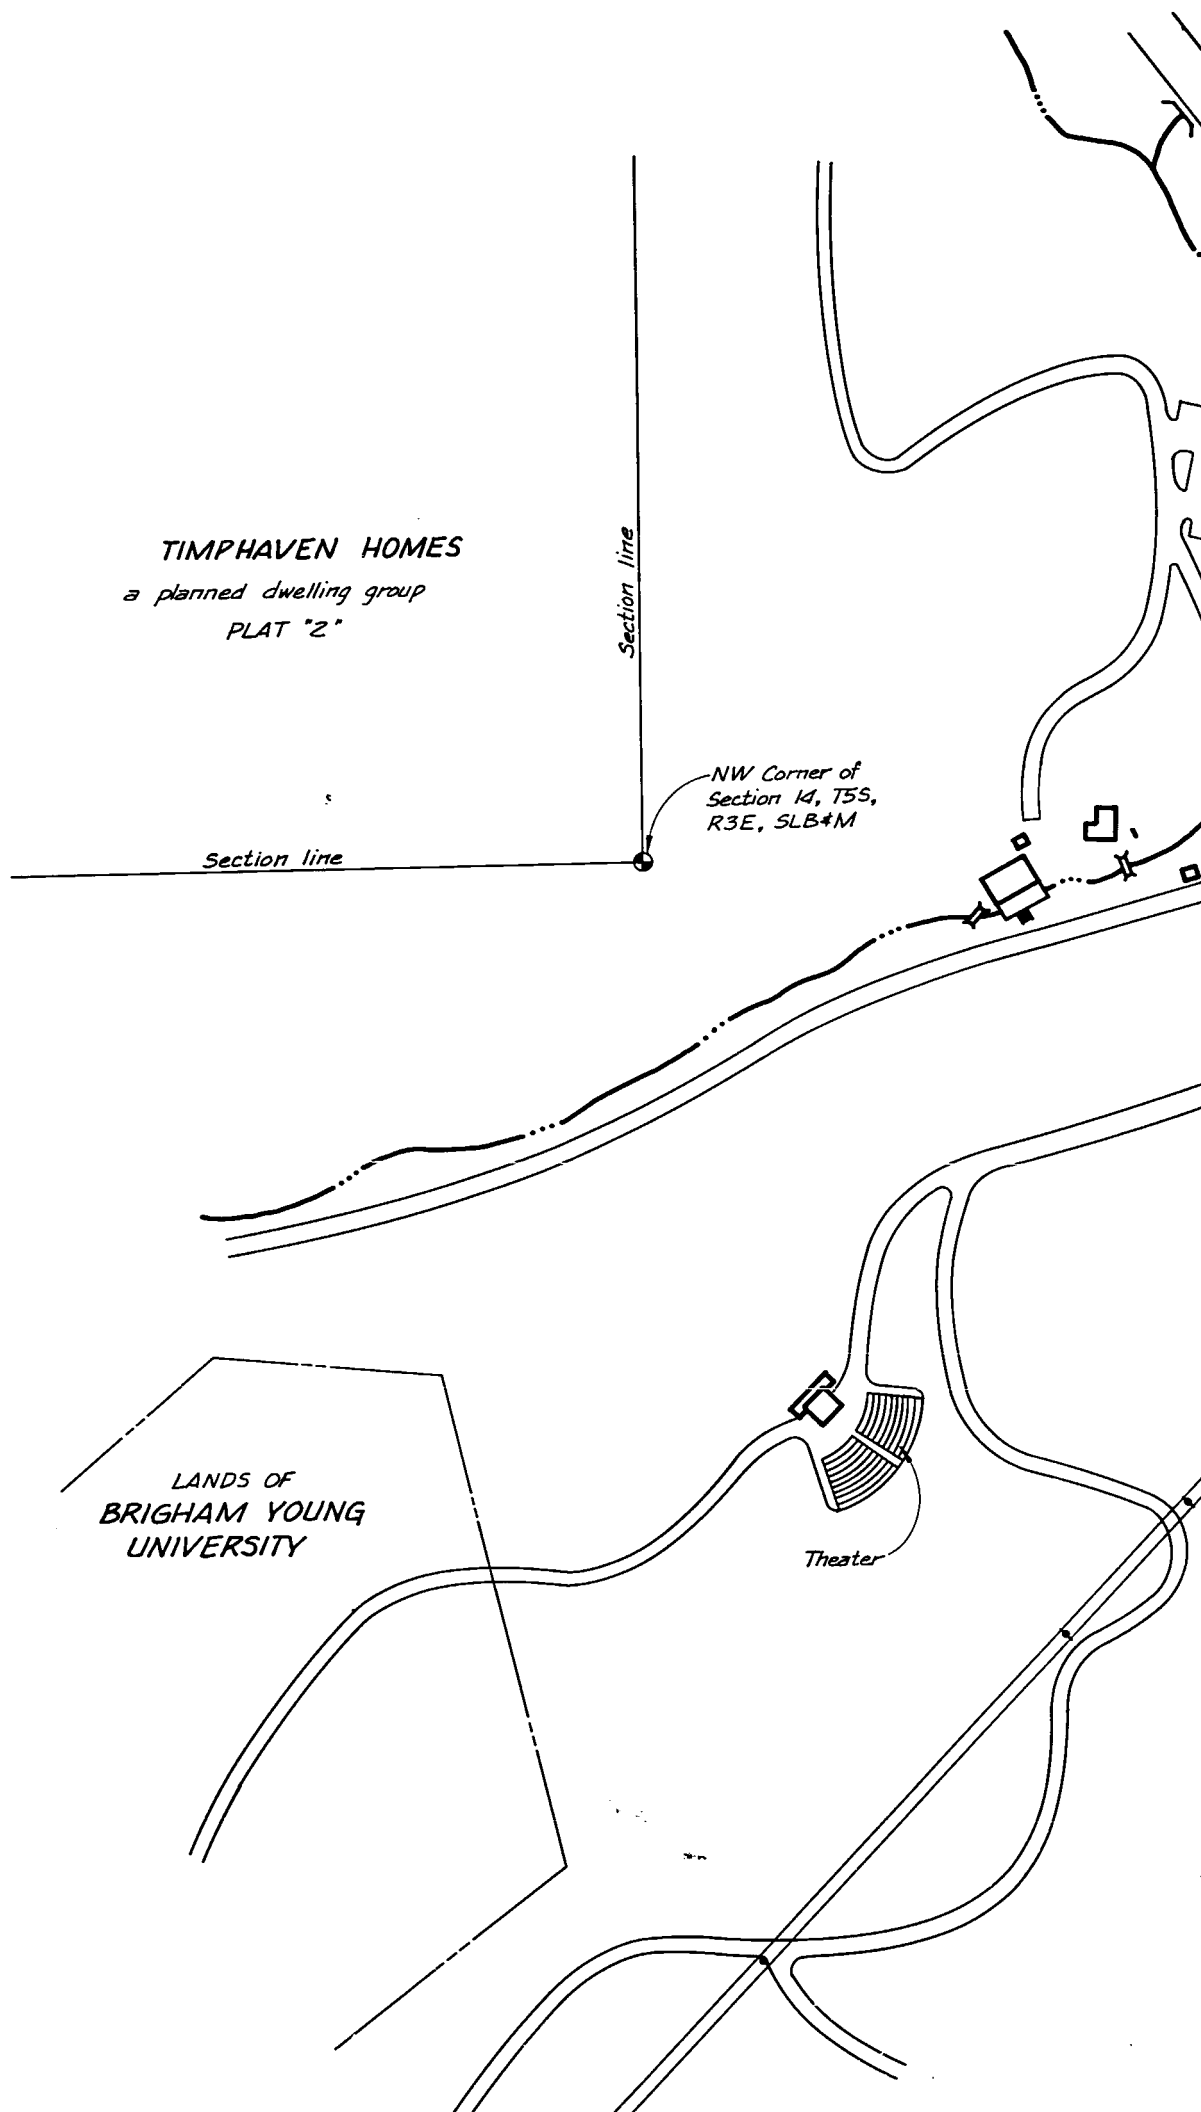 TIMPHAVEN HOMES
a planned dwelling group
PLAT "2"
Section line
NW Corner of
Section 14, T5S,
R3E, SLB&M
Section line
LANDS OF
BRIGHAM YOUNG
UNIVERSITY
Theater